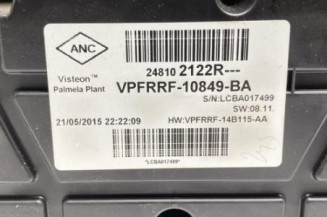 ANC
Visteon™
Palmela Plant
24810 2122R---
VPFRRF-10849-BA
S/N:LCBA017499
SW:08.11.
21/05/2015 22:22:09
HW:VPFRRF-14B115-AA
*LCBA017499*